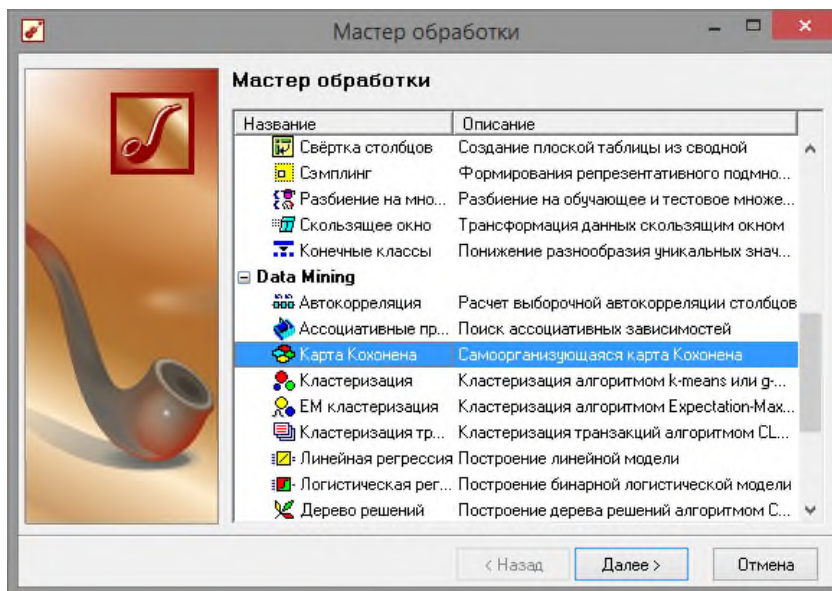 Мастер обработки
Мастер обработки
Название Описание
Свёртка столбцов Создание плоской таблицы из сводной
Сэмплинг Формирования репрезентативного подмно...
Разбиение на мно... Разбиение на обучающее и тестовое множе...
Скользящее окно Трансформация данных скользящим окном
Конечные классы Понижение разнообразия уникальных знач...
Data Mining
Автокорреляция Расчет выборочной автокорреляции столбцов
Ассоциативные пр... Поиск ассоциативных зависимостей
Карта Кохонена Самоорганизующаяся карта Кохонена
Кластеризация Кластеризация алгоритмом k-means или g-...
EM кластеризация Кластеризация алгоритмом Expectation-Max...
Кластеризация тр... Кластеризация транзакций алгоритмом CL...
Линейная регрессия Построение линейной модели
Логистическая рег... Построение бинарной логистической модели
Дерево решений Построение дерева решений алгоритмом C...
< Назад Далее > Отмена